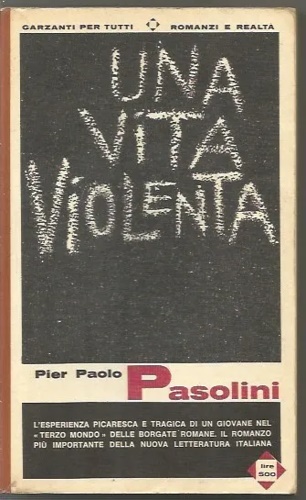 GARZANTI PER TUTTI ROMANZI E REALTÀ
UNA
VITA
VIOLENTA
Pier Paolo
Pasolini
L'ESPERIENZA PICARESCA E TRAGICA DI UN GIOVANE NEL
«TERZO MONDO» DELLE BORGATE ROMANE. IL ROMANZO
PIÙ IMPORTANTE DELLA NUOVA LETTERATURA ITALIANA
lire
500